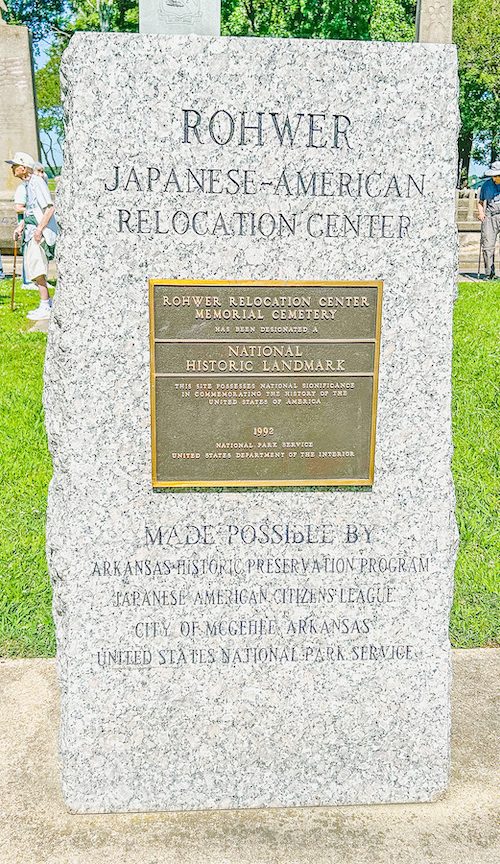 ROHWER
JAPANESE-AMERICAN
RELOCATION CENTER
ROHWER RELOCATION CENTER
MEMORIAL CEMETERY
HAS BEEN DESIGNATED A
NATIONAL
HISTORIC LANDMARK
THIS SITE POSSESSES NATIONAL SIGNIFICANCE
IN COMMEMORATING THE HISTORY OF THE
UNITED STATES OF AMERICA
1992
NATIONAL PARK SERVICE
UNITED STATES DEPARTMENT OF THE INTERIOR
MADE POSSIBLE BY
ARKANSAS HISTORIC PRESERVATION PROGRAM
JAPANESE AMERICAN CITIZENS LEAGUE
CITY OF MCGEHEE, ARKANSAS
UNITED STATES NATIONAL PARK SERVICE